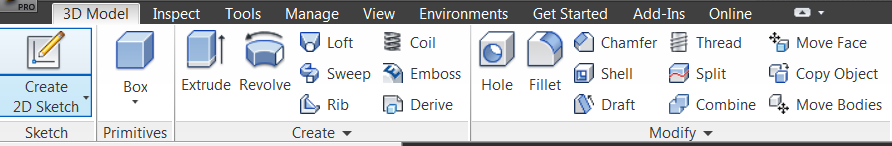 PRO
3D Model Inspect Tools Manage View Environments Get Started Add-Ins Online
Create
2D Sketch
Sketch
Box
Primitives
Extrude Revolve
Loft Coil
Sweep Emboss
Rib Derive
Create
Hole Fillet
Chamfer Thread Move Face
Shell Split Copy Object
Draft Combine Move Bodies
Modify